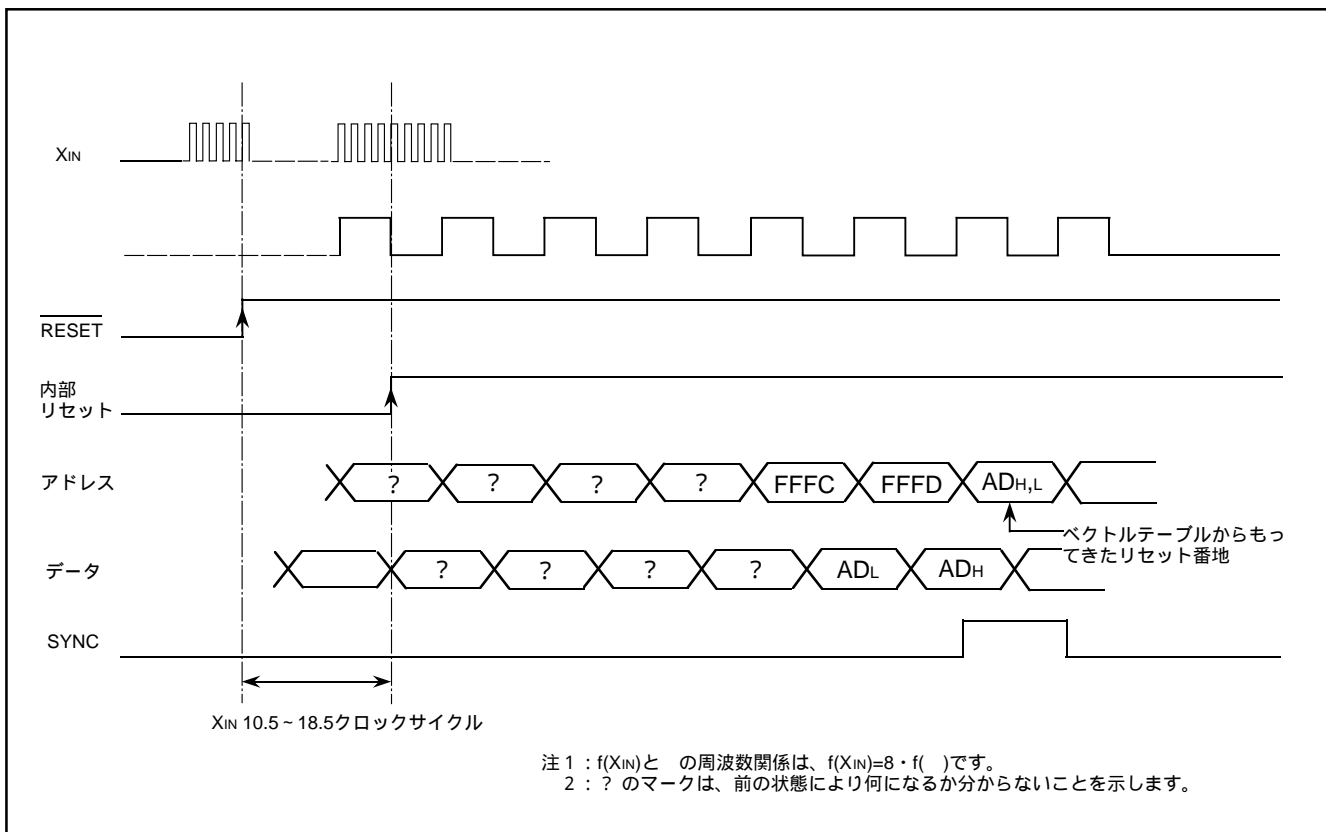 XIN
RESET
内部
リセット
アドレス
? ? ? ? FFFC FFFD ADH,L
ベクトルテーブルからもっ
てきたリセット番地
データ
? ? ? ? ADL ADH
SYNC
XIN 10.5~18.5クロックサイクル
注1:f(XIN)と の周波数関係は、f(XIN)=8・f( )です。
2:? のマークは、前の状態により何になるか分からないことを示します。